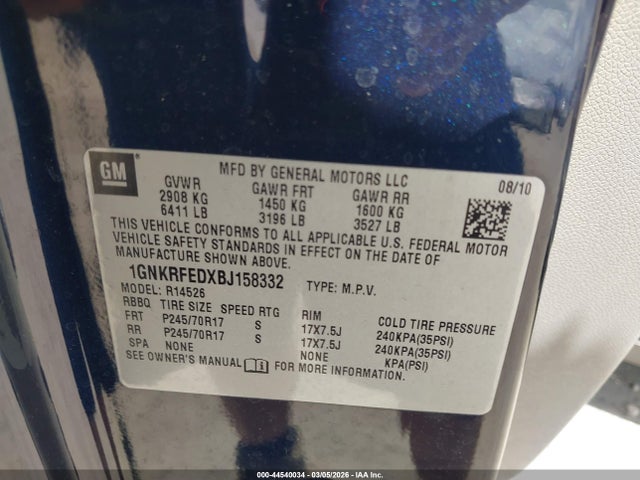 GM
MFD BY GENERAL MOTORS LLC
08/10
GVWR GAWR FRT GAWR RR
2908 KG 1450 KG 1600 KG
6411 LB 3196 LB 3527 LB
THIS VEHICLE CONFORMS TO ALL APPLICABLE U.S. FEDERAL MOTOR
VEHICLE SAFETY STANDARDS IN EFFECT ON THE DATE OF
MANUFACTURE SHOWN ABOVE.
1GNKRFEDXBJ158332 TYPE: M.P.V.
MODEL: R14526
RBBQ TIRE SIZE SPEED RTG RIM COLD TIRE PRESSURE
FRT P245/70R17 S 17X7.5J 240KPA(35PSI)
RR P245/70R17 S 17X7.5J 240KPA(35PSI)
SPA NONE NONE KPA(PSI)
SEE OWNER'S MANUAL FOR MORE INFORMATION.
000-44540034 - 03/05/2026 - IAA Inc.